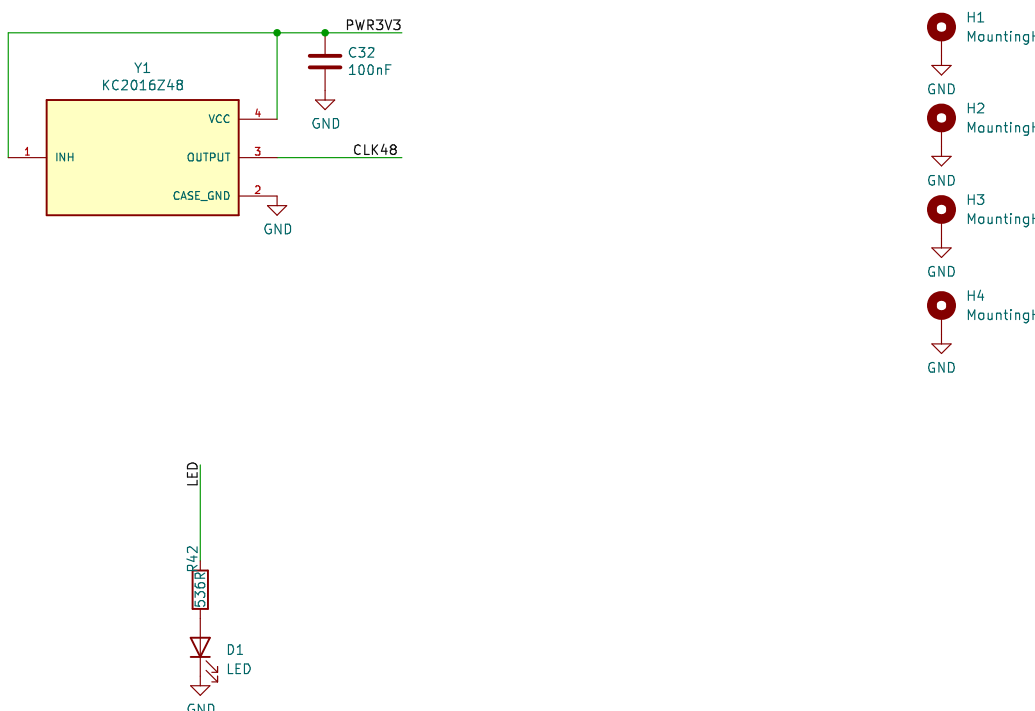 PWR3V3
C32
100nF
GND
Y1
KC2016Z48
VCC
4
1
INH
OUTPUT
3
CLK48
CASE_GND
2
GND
H1
GND
H2
GND
H3
GND
H4
GND
LED
R42
536R
D1
LED
GND